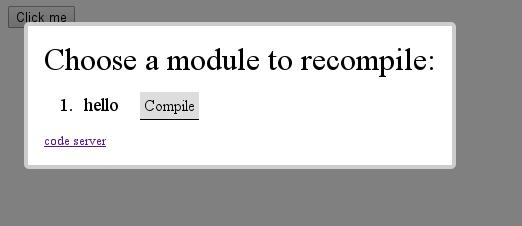 Click me
Choose a module to recompile:
1. hello Compile
code server